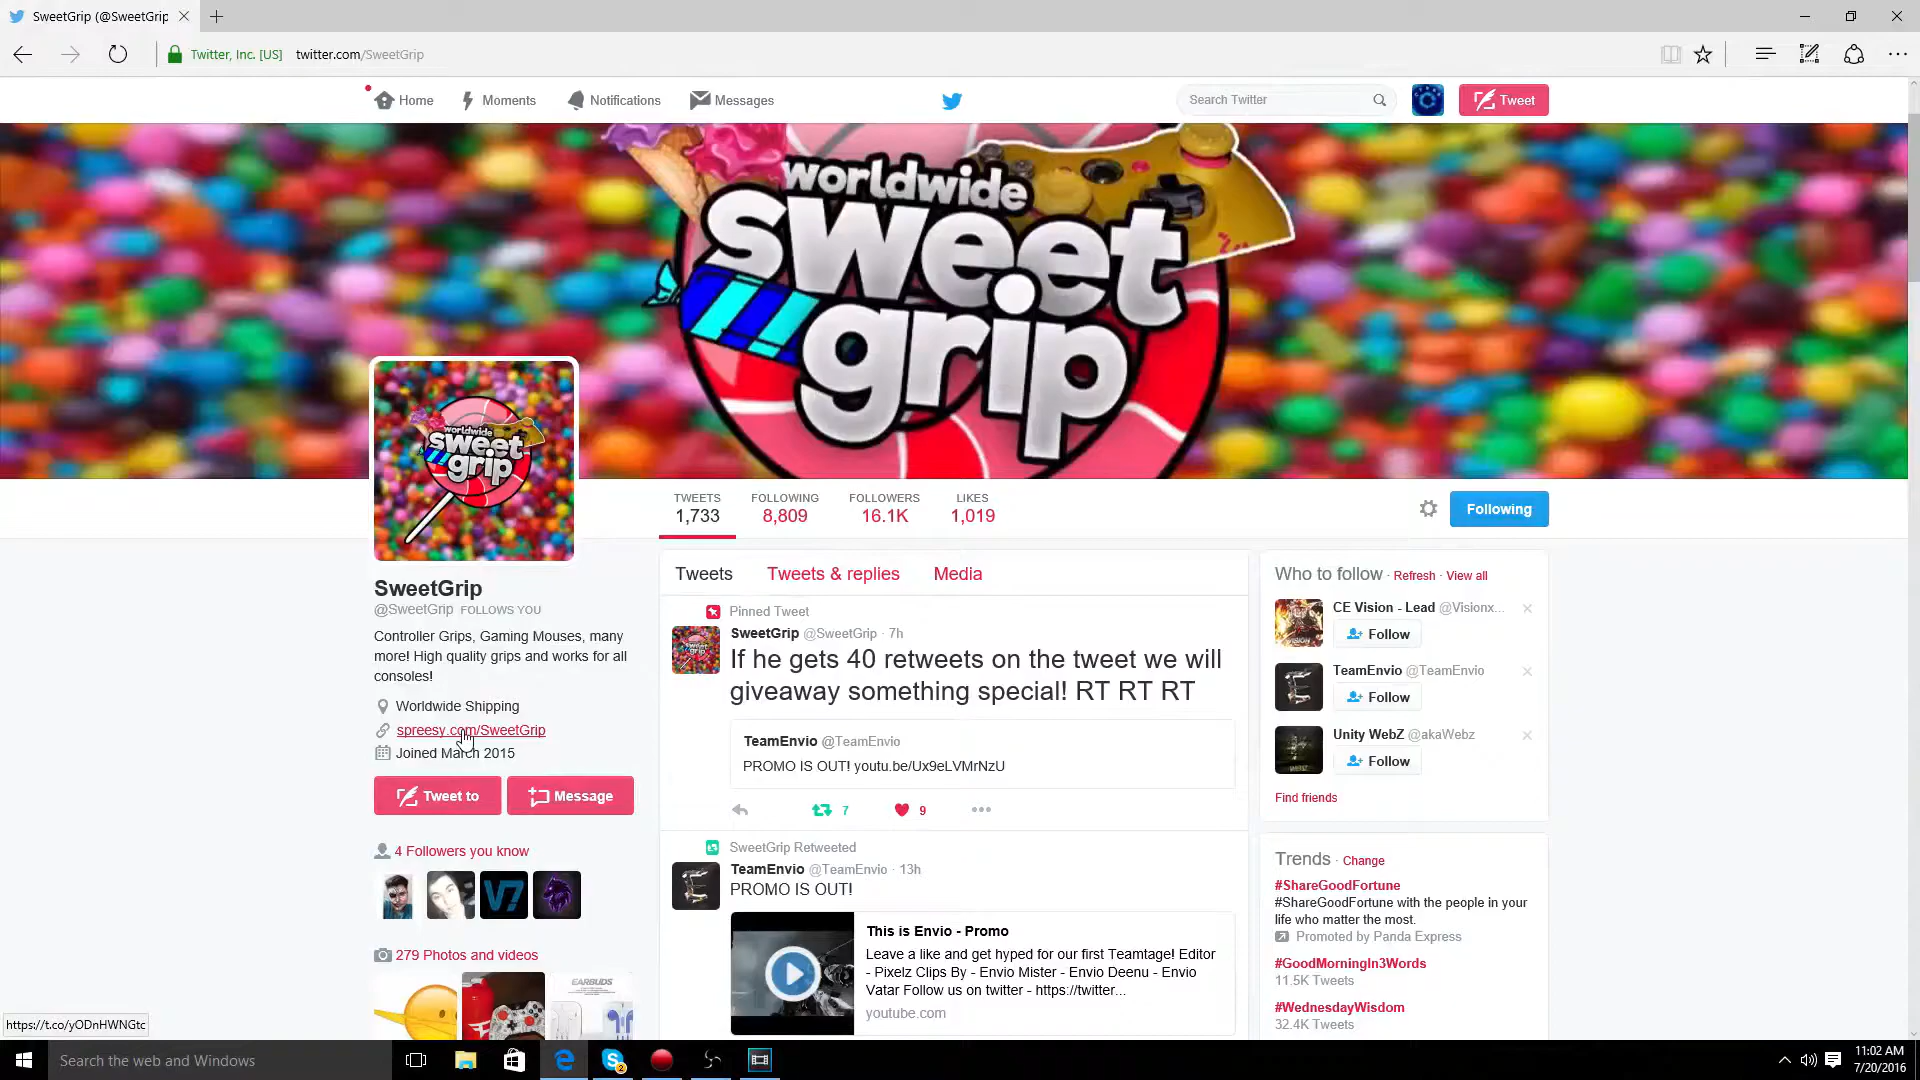 SweetGrip (@SweetGrip
Twitter, Inc. [US] twitter.com/SweetGrip
Home Moments Notifications Messages
Search Twitter
Tweet
worldwide
sweet
grip
worldwide
sweet
grip
TWEETS FOLLOWING FOLLOWERS LIKES
1,733 8,809 16.1K 1,019
Following
SweetGrip
@SweetGrip FOLLOWS YOU
Controller Grips, Gaming Mouses, many
more! High quality grips and works for all
consoles!
Worldwide Shipping
spreesy.com/SweetGrip
Joined March 2015
Tweet to Message
4 Followers you know
279 Photos and videos
EARBUDS
Tweets Tweets & replies Media
Pinned Tweet
SweetGrip @SweetGrip · 7h
If he gets 40 retweets on the tweet we will
giveaway something special! RT RT RT
TeamEnvio @TeamEnvio
PROMO IS OUT! youtu.be/Ux9eLVMrNzU
7 9
SweetGrip Retweeted
TeamEnvio @TeamEnvio · 13h
PROMO IS OUT!
This is Envio - Promo
Leave a like and get hyped for our first Teamtage! Editor
- Pixelz Clips By - Envio Mister - Envio Deenu - Envio
Vatar Follow us on twitter - https://twitter...
youtube.com
Who to follow · Refresh · View all
CE Vision - Lead @Visionx...
Follow
TeamEnvio @TeamEnvio
Follow
Unity WebZ @akaWebz
Follow
Find friends
Trends · Change
#ShareGoodFortune
#ShareGoodFortune with the people in your
life who matter the most.
Promoted by Panda Express
#GoodMorningIn3Words
11.5K Tweets
#WednesdayWisdom
32.4K Tweets
https://t.co/yODnHWNGtc
Search the web and Windows
2
11:02 AM
7/20/2016